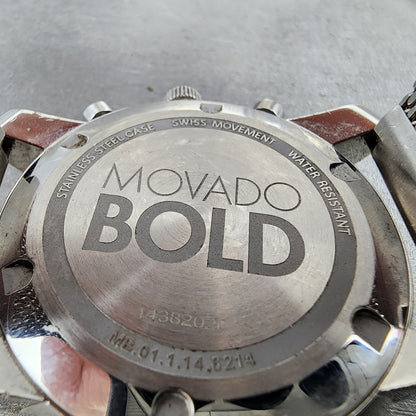 STAINLESS STEEL CASE SWISS MOVEMENT WATER RESISTANT
MOVADO
BOLD
MB.01.1.14.6214